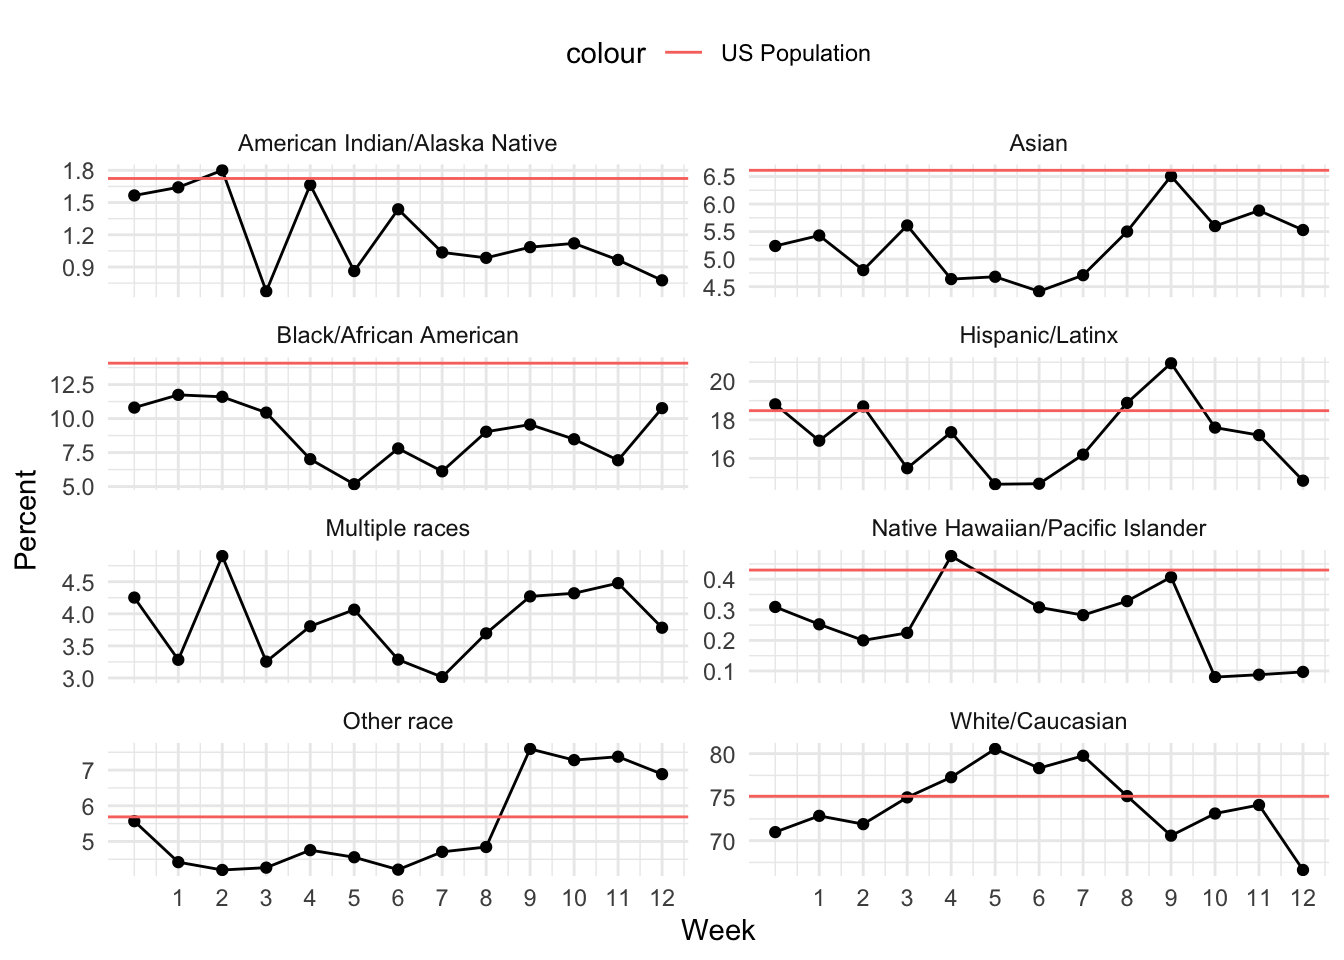 colour US Population
American Indian/Alaska Native
1.8
1.5
1.2
0.9
Asian
6.5
6.0
5.5
5.0
4.5
Black/African American
12.5
10.0
7.5
5.0
Hispanic/Latinx
20
18
16
Multiple races
4.5
4.0
3.5
3.0
Native Hawaiian/Pacific Islander
0.4
0.3
0.2
0.1
Other race
7
6
5
1 2 3 4 5 6 7 8 9 10 11 12
White/Caucasian
80
75
70
1 2 3 4 5 6 7 8 9 10 11 12
Percent
Week